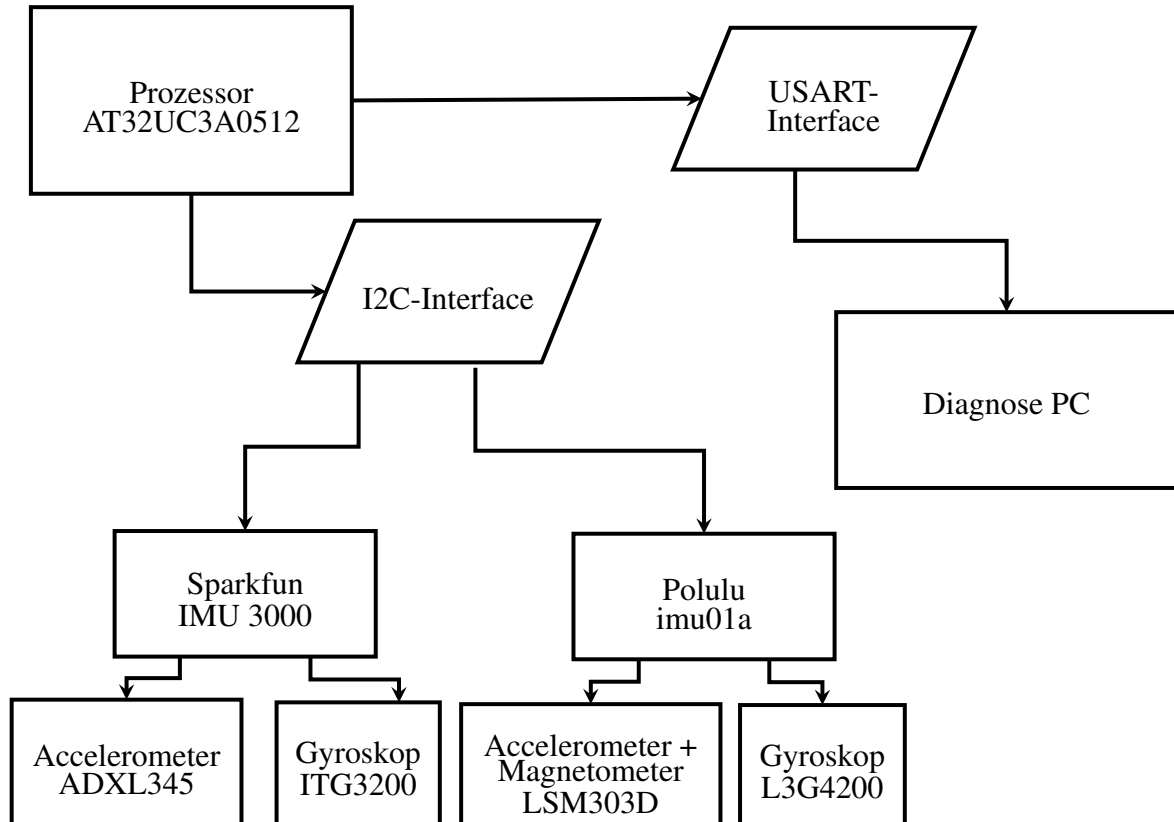 Prozessor
AT32UC3A0512
USART-
Interface
I2C-Interface
Diagnose PC
Sparkfun
IMU 3000
Polulu
imu01a
Accelerometer
ADXL345
Gyroskop
ITG3200
Accelerometer +
Magnetometer
LSM303D
Gyroskop
L3G4200